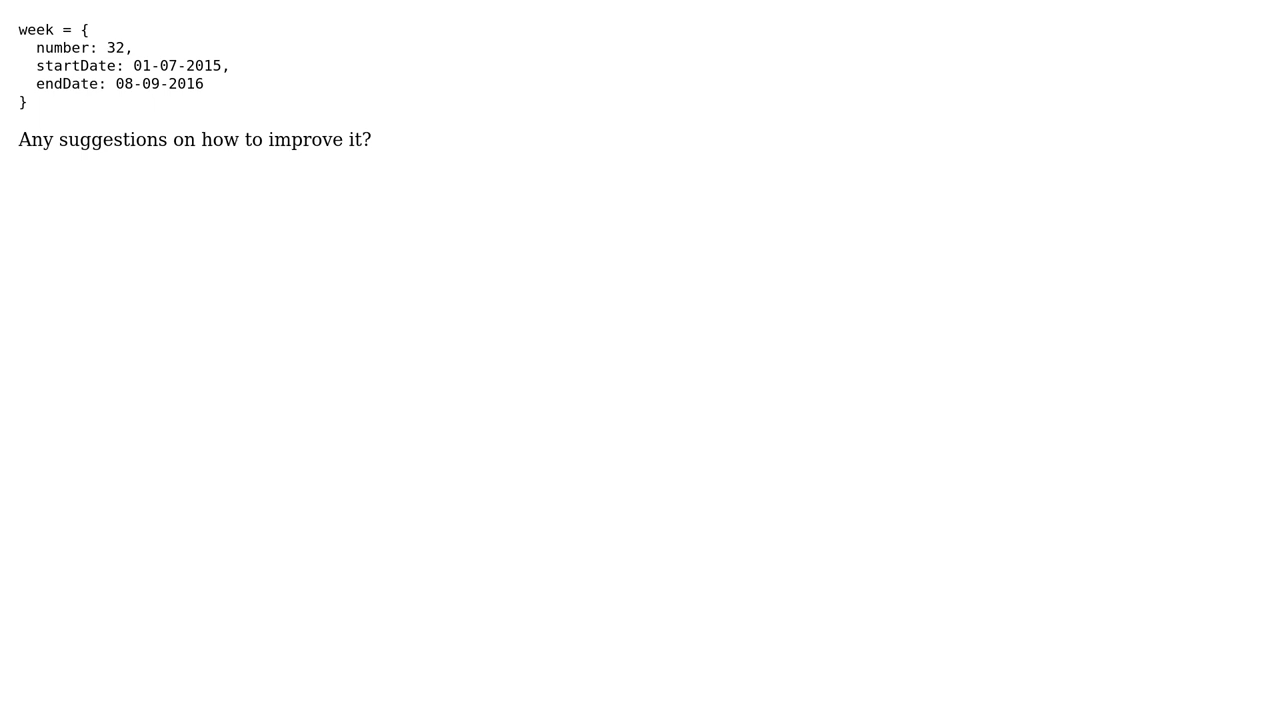 week = {
  number: 32,
  startDate: 01-07-2015,
  endDate: 08-09-2016
}
Any suggestions on how to improve it?